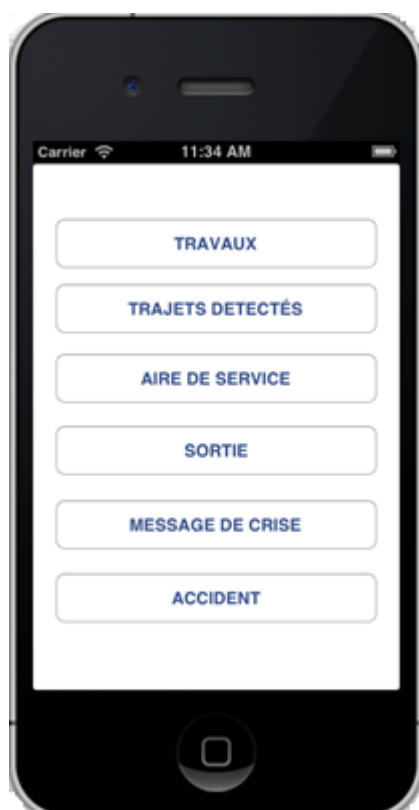 Carrier 11:34 AM
TRAVAUX
TRAJETS DETECTÉS
AIRE DE SERVICE
SORTIE
MESSAGE DE CRISE
ACCIDENT